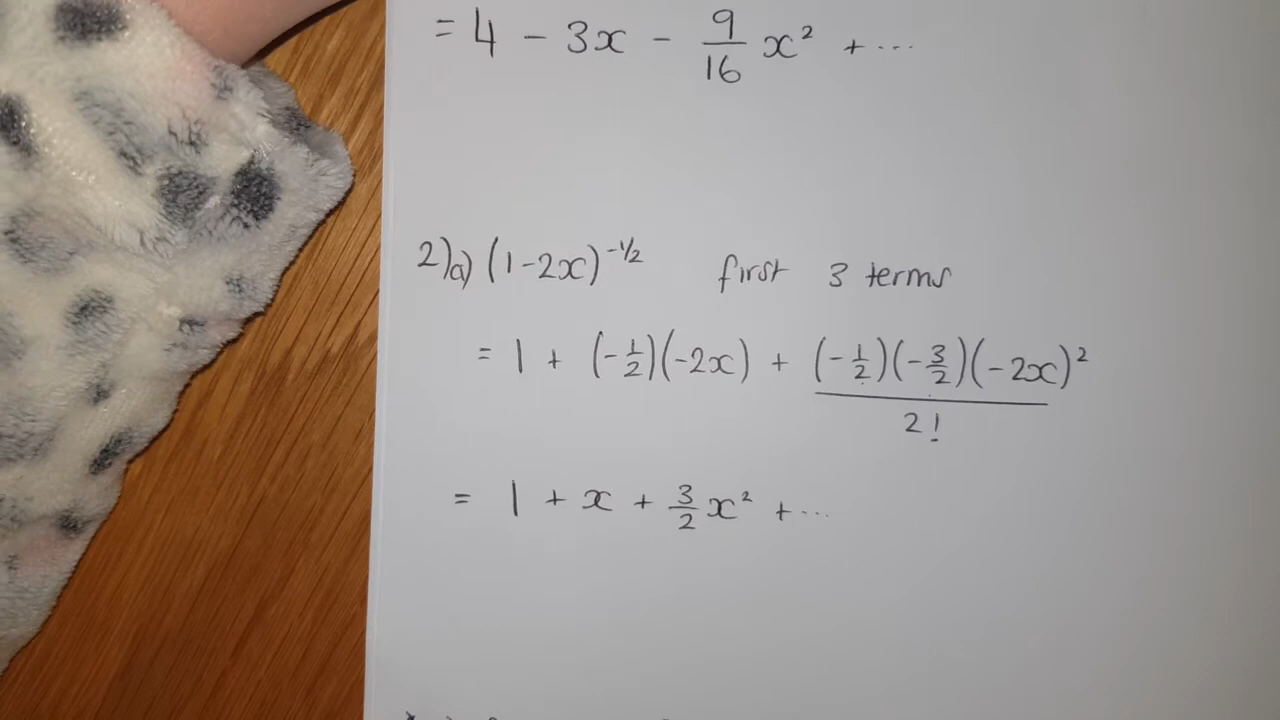 = 4 - 3x - 9/16 x² + ...
2)a) (1-2x)^-1/2 first 3 terms
= 1 + (-1/2)(-2x) + (-1/2)(-3/2)(-2x)² / 2!
= 1 + x + 3/2 x² + ...